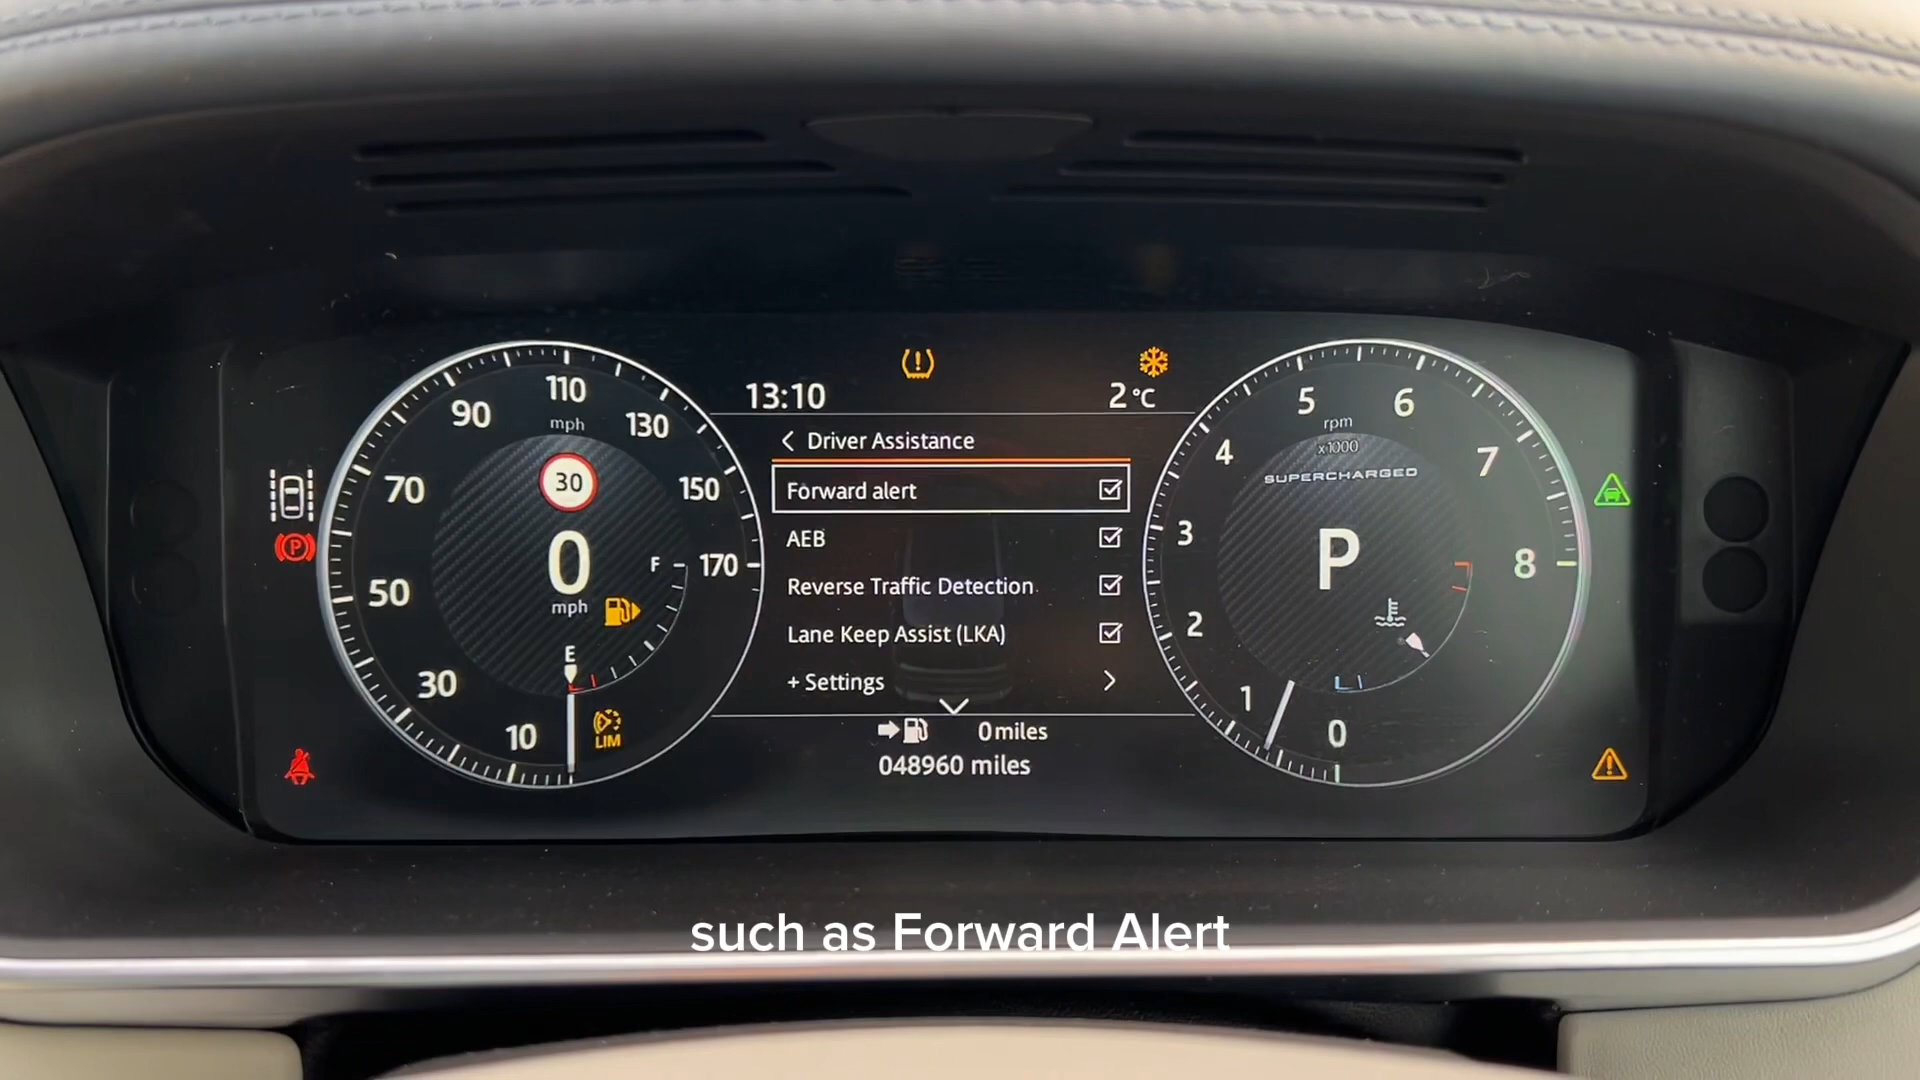 13:10
2°C
< Driver Assistance
Forward alert
AEB
Reverse Traffic Detection
Lane Keep Assist (LKA)
+ Settings >
0 miles
048960 miles
10
30
50
70
90
110
130
150
170
mph
30
0
mph
F
E
LIM
P
0
1
2
3
4
5
6
7
8
rpm
x1000
SUPERCHARGED
P
such as Forward Alert